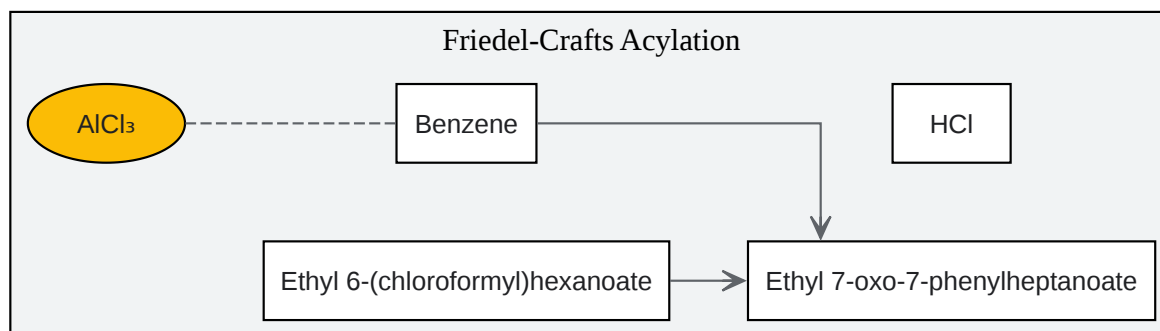 Friedel-Crafts Acylation
AlCl₃
Benzene
HCl
Ethyl 6-(chloroformyl)hexanoate
Ethyl 7-oxo-7-phenylheptanoate